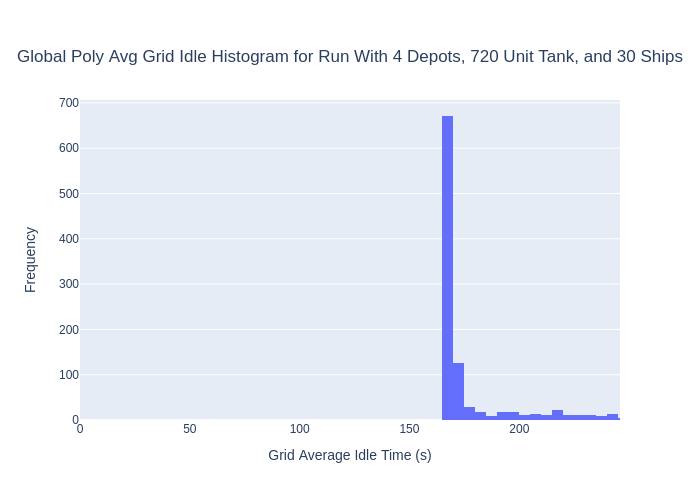 Global Poly Avg Grid Idle Histogram for Run With 4 Depots, 720 Unit Tank, and 30 Ships
700
600
500
400
300
200
100
0
Frequency
0 50 100 150 200
Grid Average Idle Time (s)